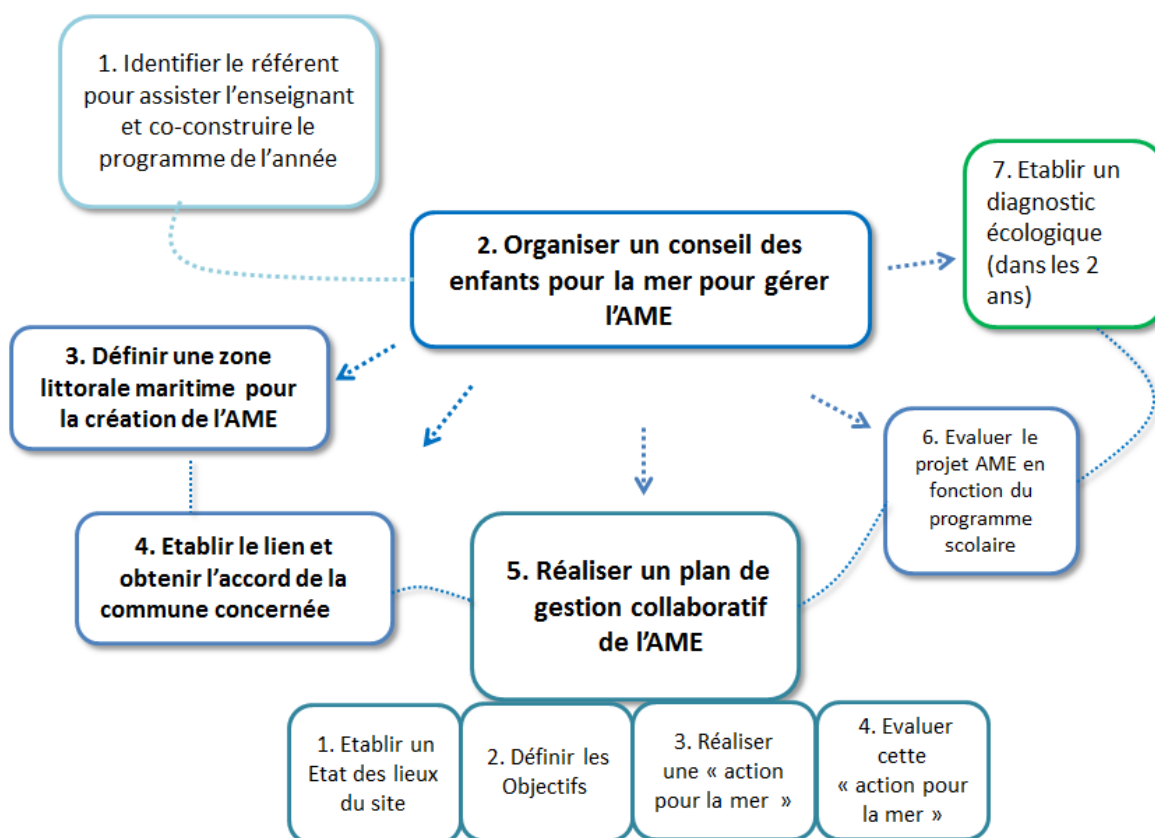 1. Identifier le référent
pour assister l’enseignant
et co-construire le
programme de l’année
2. Organiser un conseil des
enfants pour la mer pour gérer
l’AME
3. Définir une zone
littorale maritime pour
la création de l’AME
4. Etablir le lien et
obtenir l’accord de la
commune concernée
5. Réaliser un plan de
gestion collaboratif
de l’AME
1. Etablir un
Etat des lieux
du site
2. Définir les
Objectifs
3. Réaliser
une « action
pour la mer »
4. Evaluer
cette
« action pour
la mer »
6. Evaluer le
projet AME en
fonction du
programme
scolaire
7. Etablir un
diagnostic
écologique
(dans les 2
ans)